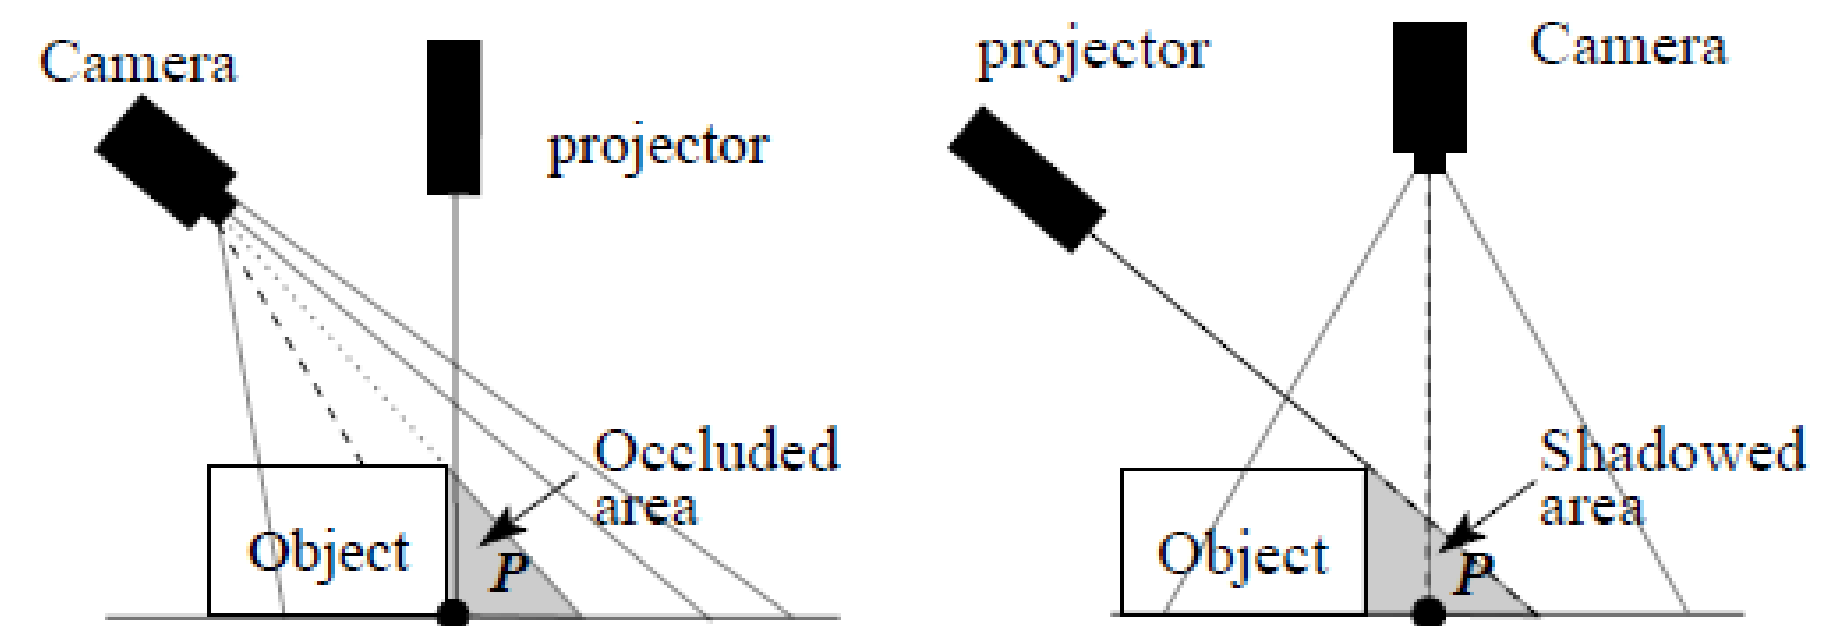 Camera
projector
Occluded
area
Object
P
projector
Camera
Shadowed
area
Object
P